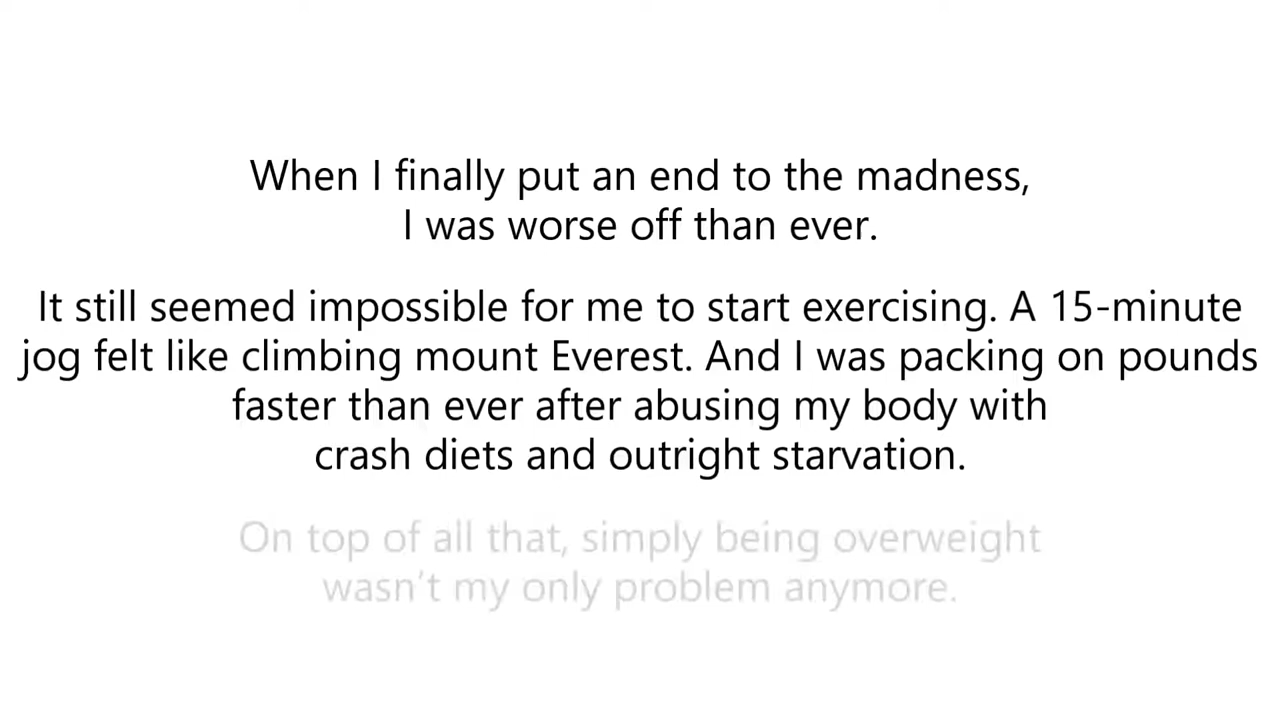 When I finally put an end to the madness,
I was worse off than ever.
It still seemed impossible for me to start exercising. A 15-minute
jog felt like climbing mount Everest. And I was packing on pounds
faster than ever after abusing my body with
crash diets and outright starvation.
On top of all that, simply being overweight
wasn’t my only problem anymore.